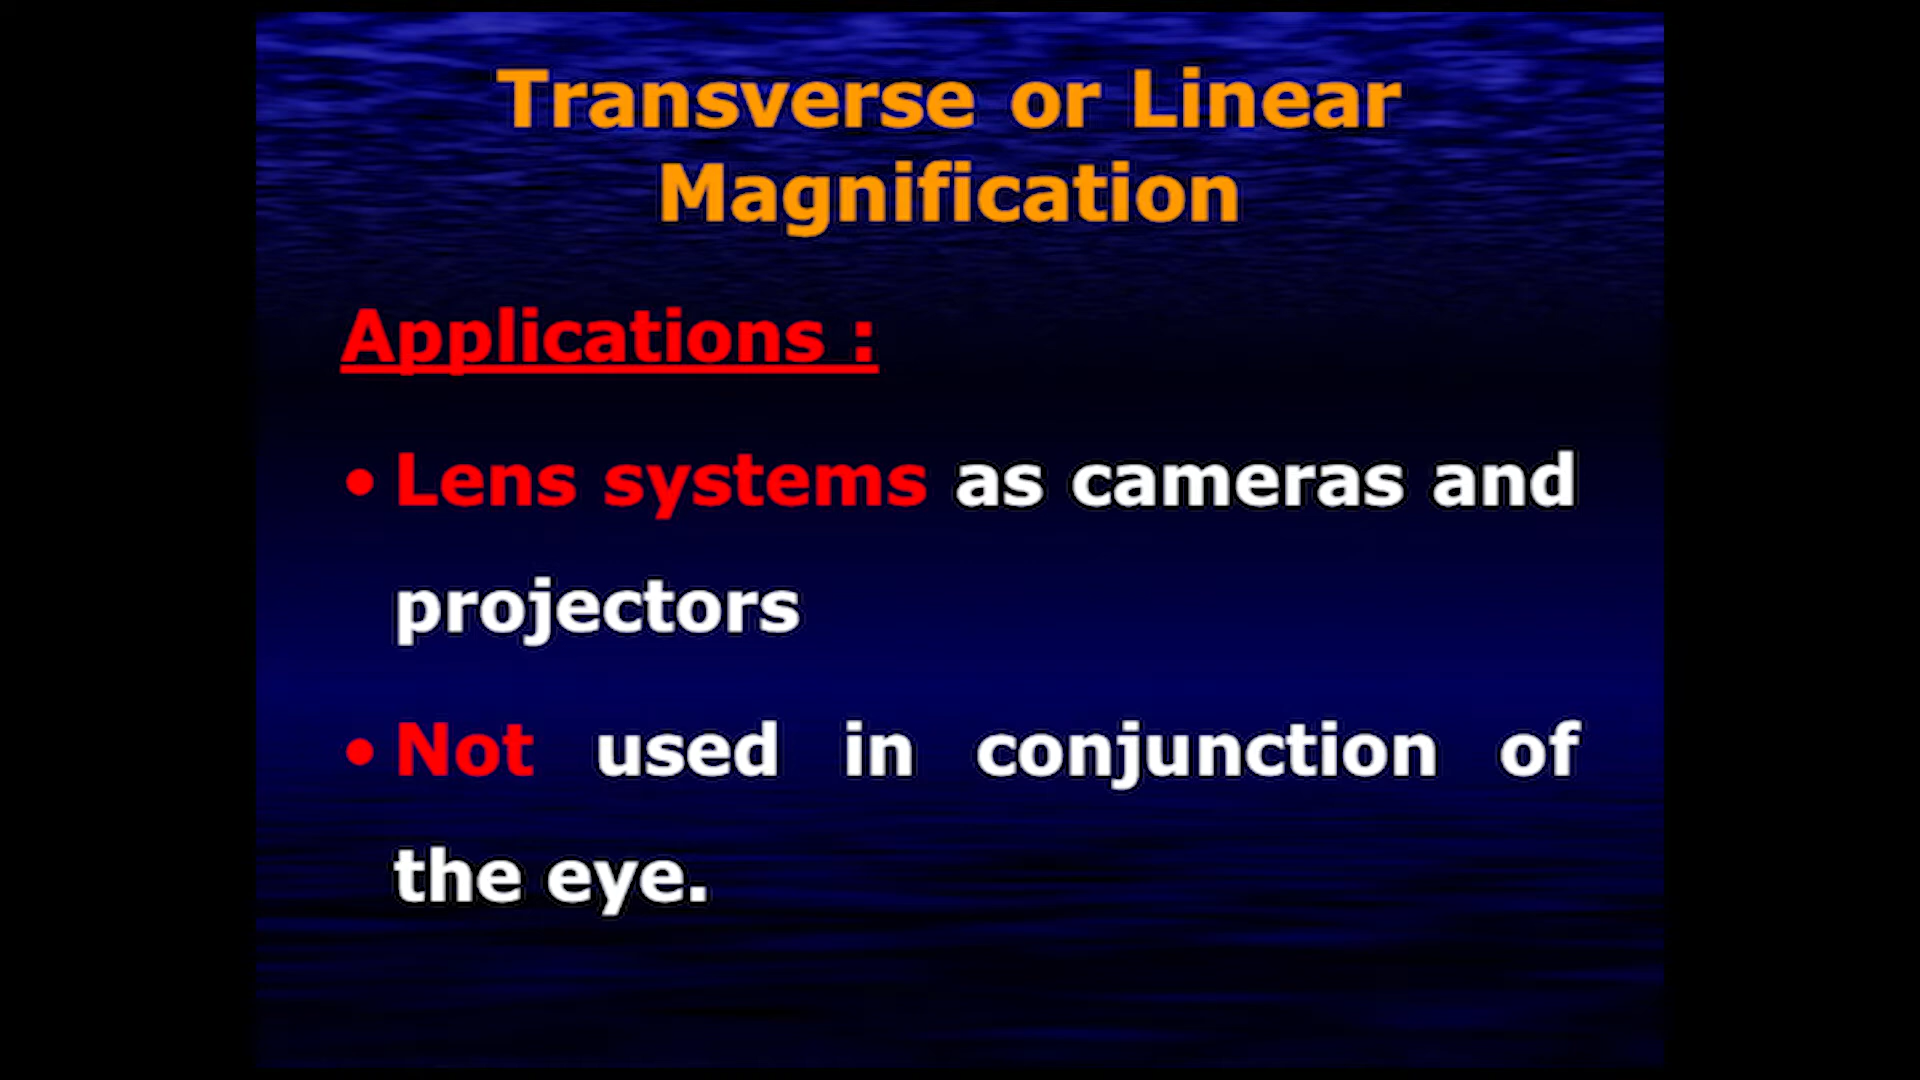 Transverse or Linear
Magnification
Applications :
• Lens systems as cameras and
projectors
• Not used in conjunction of
the eye.